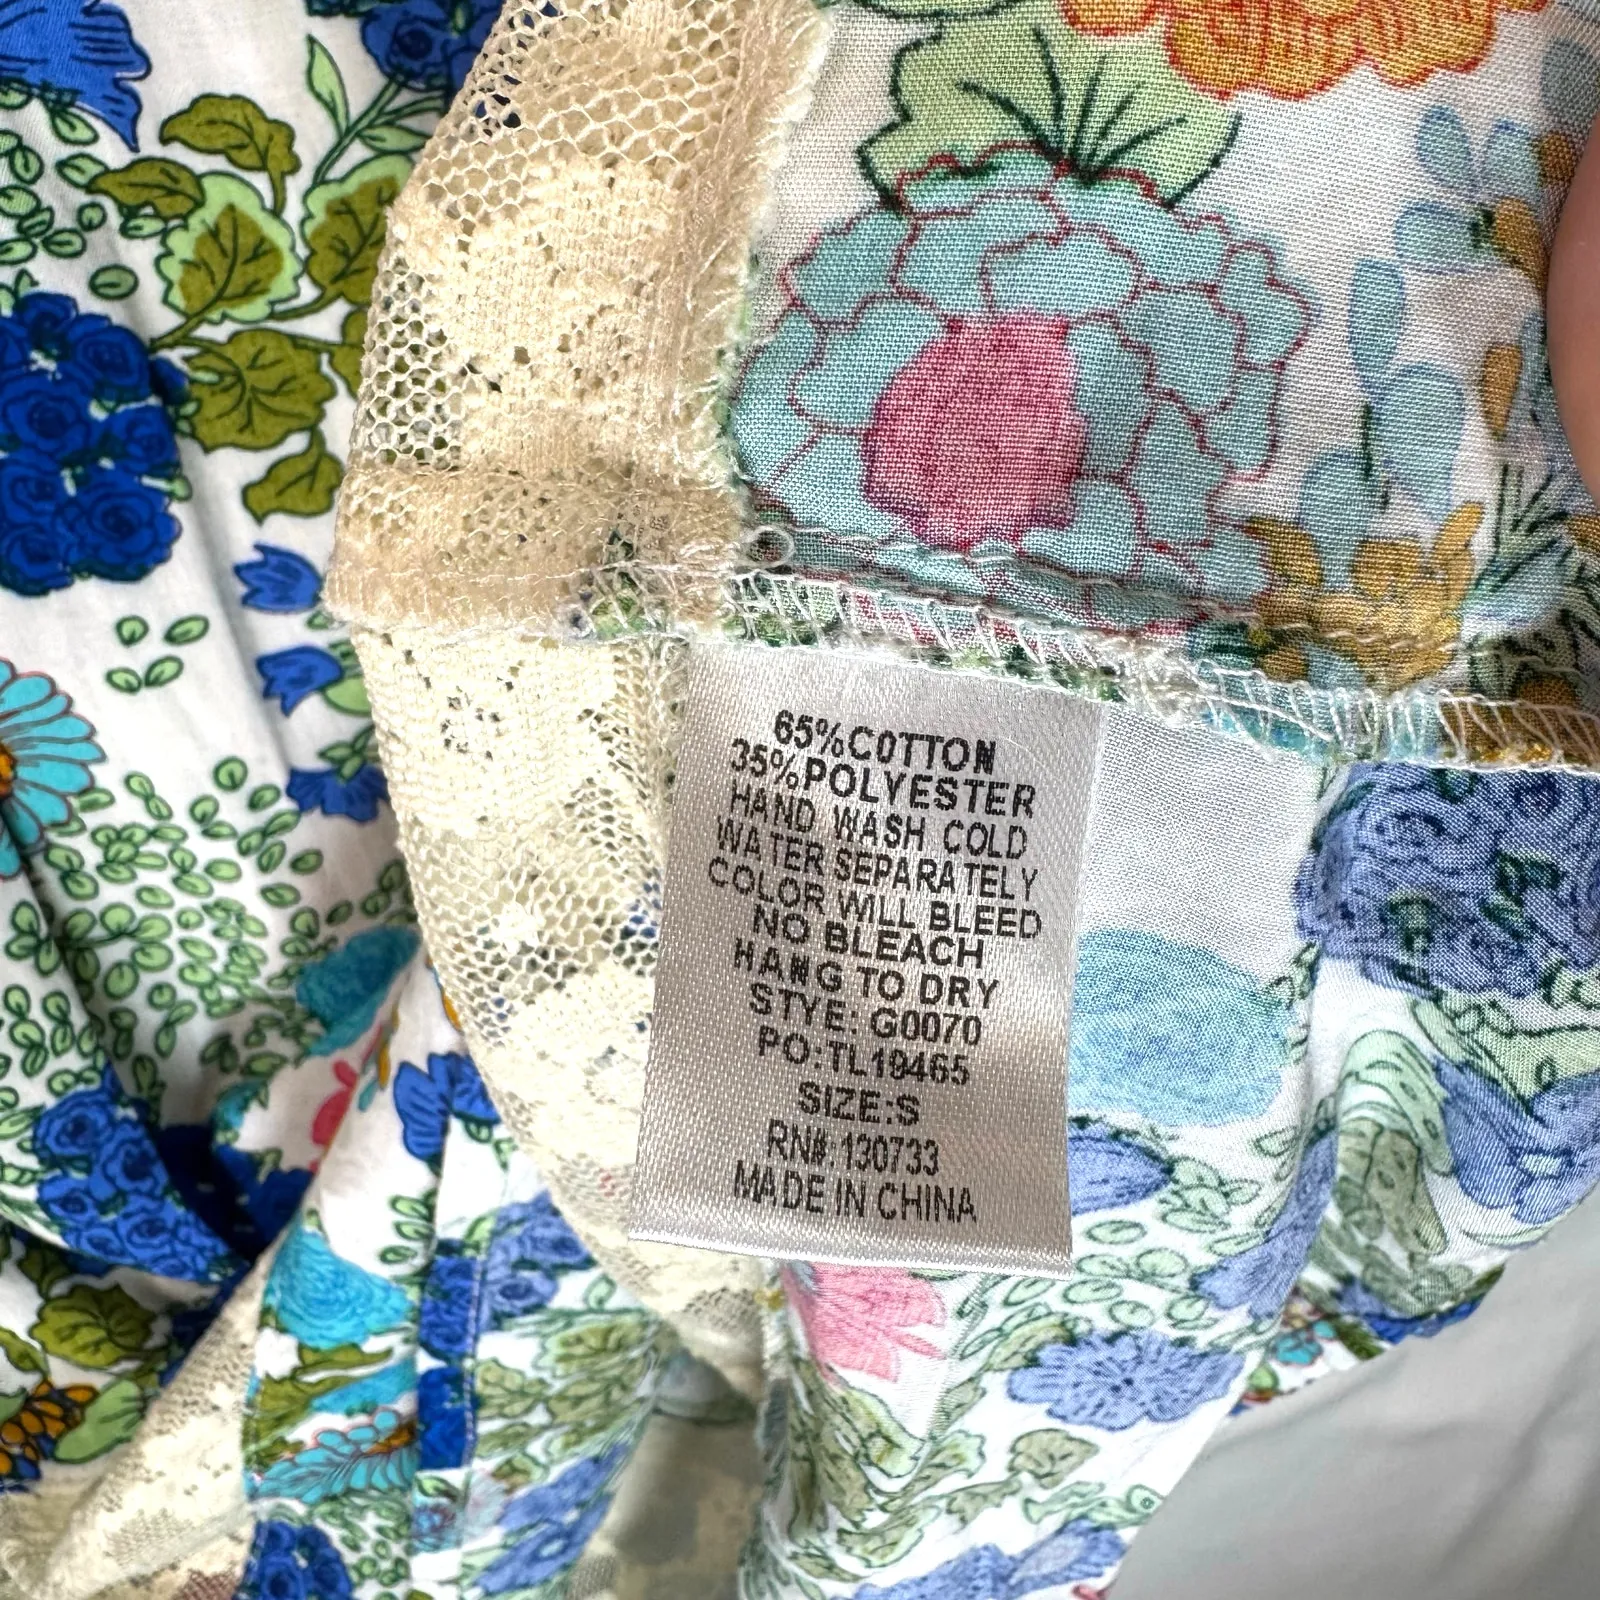 65%COTTON
35%POLYESTER
HAND WASH COLD
WATER SEPARATELY
COLOR WILL BLEED
NO BLEACH
HANG TO DRY
STYE: G0070
PO:TL19465
SIZE:S
RN#:130733
MADE IN CHINA